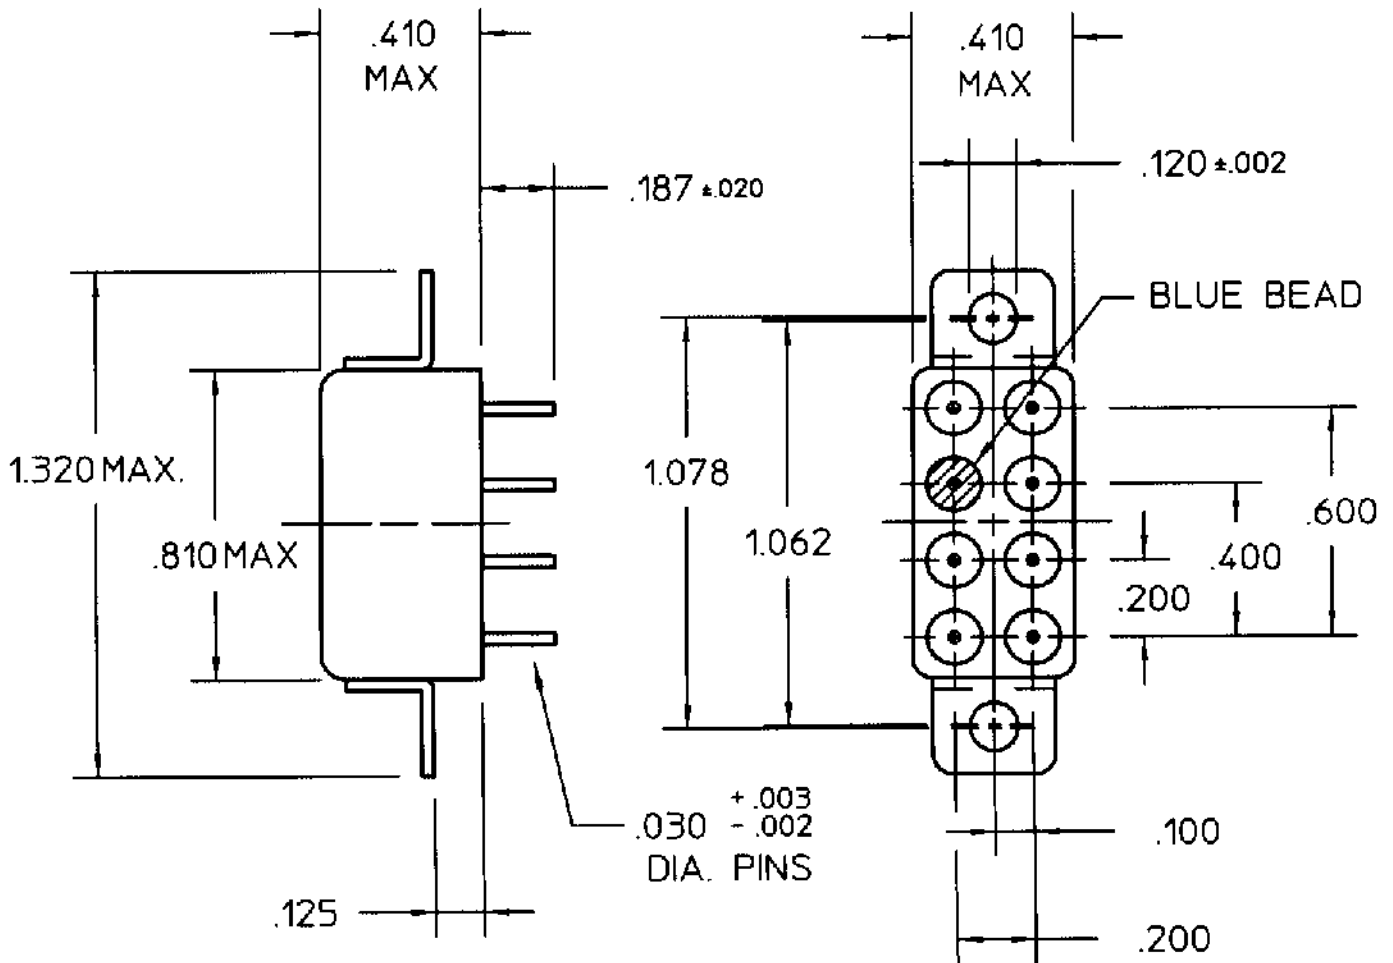 .410
MAX
.410
MAX
.187 ±.020
.120 ±.002
BLUE BEAD
1.320 MAX.
.810 MAX
1.078
1.062
.600
.400
.200
+ .003
.030 - .002
DIA. PINS
.125
.100
.200